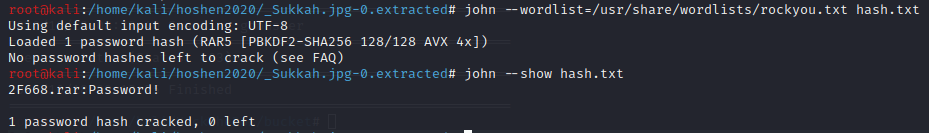 root@kali:/home/kali/hoshen2020/_Sukkah.jpg-0.extracted# john --wordlist=/usr/share/wordlists/rockyou.txt hash.txt
Using default input encoding: UTF-8
Loaded 1 password hash (RAR5 [PBKDF2-SHA256 128/128 AVX 4x])
No password hashes left to crack (see FAQ)
root@kali:/home/kali/hoshen2020/_Sukkah.jpg-0.extracted# john --show hash.txt
2F668.rar:Password! Finished
1 password hash cracked, 0 left